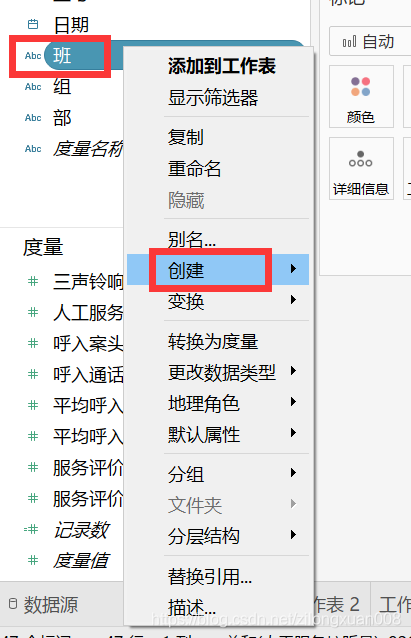 标记
日期
自动
Abc 班
添加到工作表
Abc 组
显示筛选器
Abc 部
颜色
复制
度量名称
重命名
隐藏
详细信息
别名...
度量
创建
三声铃响
变换
人工服务
转换为度量
呼入案头
更改数据类型
呼入通话
地理角色
平均呼入
默认属性
平均呼入
服务评价
分组
服务评价
文件夹
记录数
分层结构
度量值
替换引用...
数据源
作表 2
工作
描述...
https://blog.csdn.net/zilongxuan008